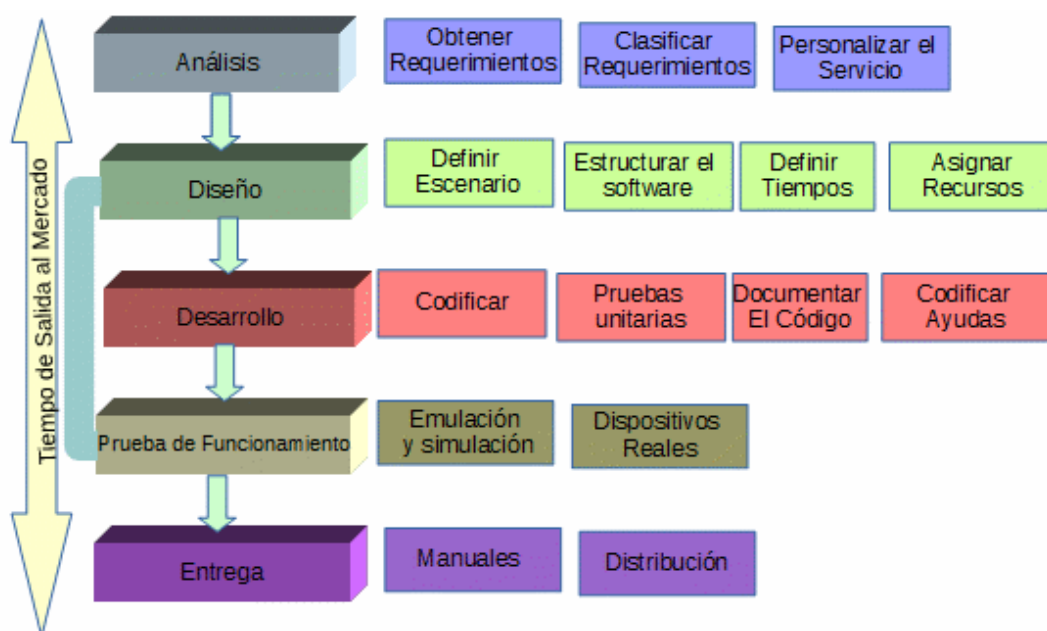 Tiempo de Salida al Mercado
Análisis
Obtener
Requerimientos
Clasificar
Requerimientos
Personalizar el
Servicio
Diseño
Definir
Escenario
Estructurar el
software
Definir
Tiempos
Asignar
Recursos
Desarrollo
Codificar
Pruebas
unitarias
Documentar
El Código
Codificar
Ayudas
Prueba de Funcionamiento
Emulación
y simulación
Dispositivos
Reales
Entrega
Manuales
Distribución